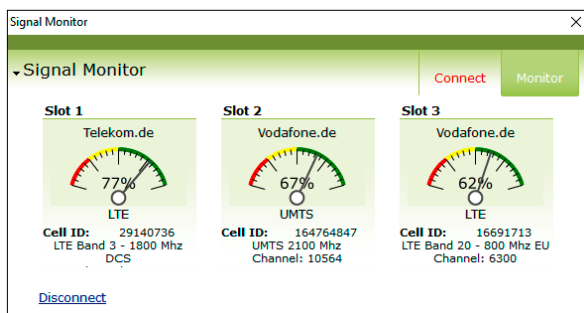 Signal Monitor
Signal Monitor
Connect
Monitor
Slot 1
Telekom.de
77%
LTE
Cell ID: 29140736
LTE Band 3 - 1800 Mhz
DCS
Slot 2
Vodafone.de
67%
UMTS
Cell ID: 164764847
UMTS 2100 Mhz
Channel: 10564
Slot 3
Vodafone.de
62%
LTE
Cell ID: 16691713
LTE Band 20 - 800 Mhz EU
Channel: 6300
Disconnect